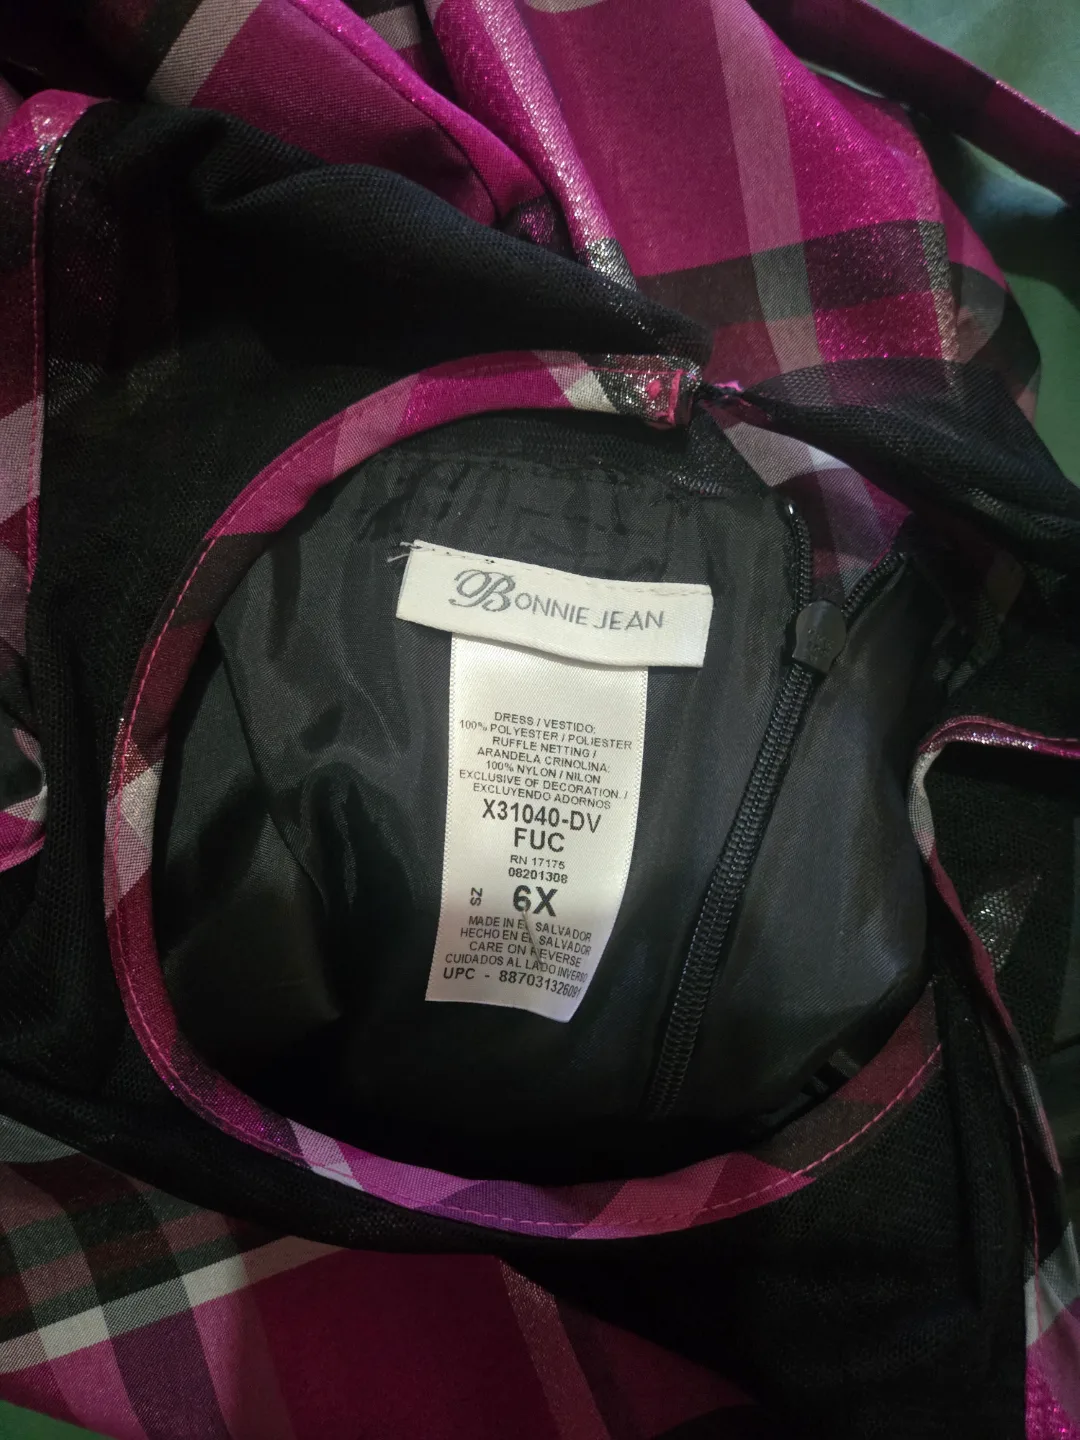 BONNIE JEAN
DRESS / VESTIDO:
100% POLYESTER / POLIESTER
RUFFLE NETTING /
ARANDELA CRINOLINA:
100% NYLON / NILON
EXCLUSIVE OF DECORATION. /
EXCLUYENDO ADORNOS
X31040-DV
FUC
RN 17175
08201308
SZ 6X
MADE IN EL SALVADOR
HECHO EN EL SALVADOR
CARE ON REVERSE
CUIDADOS AL LADO INVERSO
UPC - 887031326091